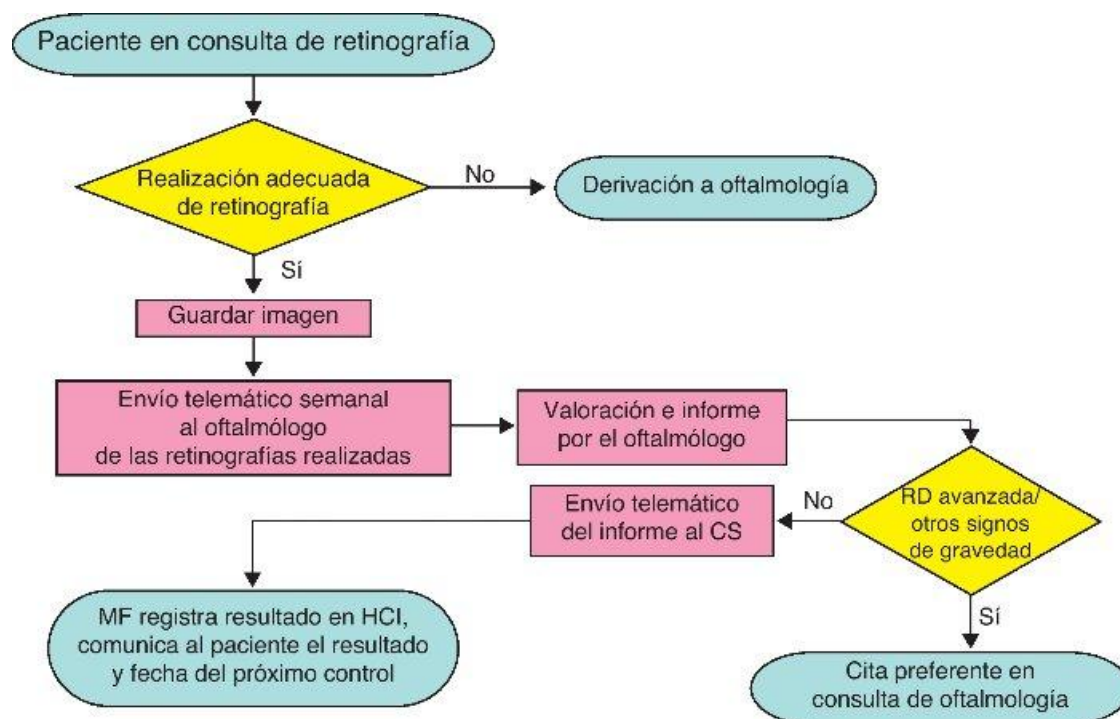 Paciente en consulta de retinografía
Realización adecuada
de retinografía
No
Derivación a oftalmología
Sí
Guardar imagen
Envío telemático semanal
al oftalmólogo
de las retinografías realizadas
Valoración e informe
por el oftalmólogo
RD avanzada/
otros signos
de gravedad
No
Envío telemático
del informe al CS
MF registra resultado en HCI,
comunica al paciente el resultado
y fecha del próximo control
Sí
Cita preferente en
consulta de oftalmología